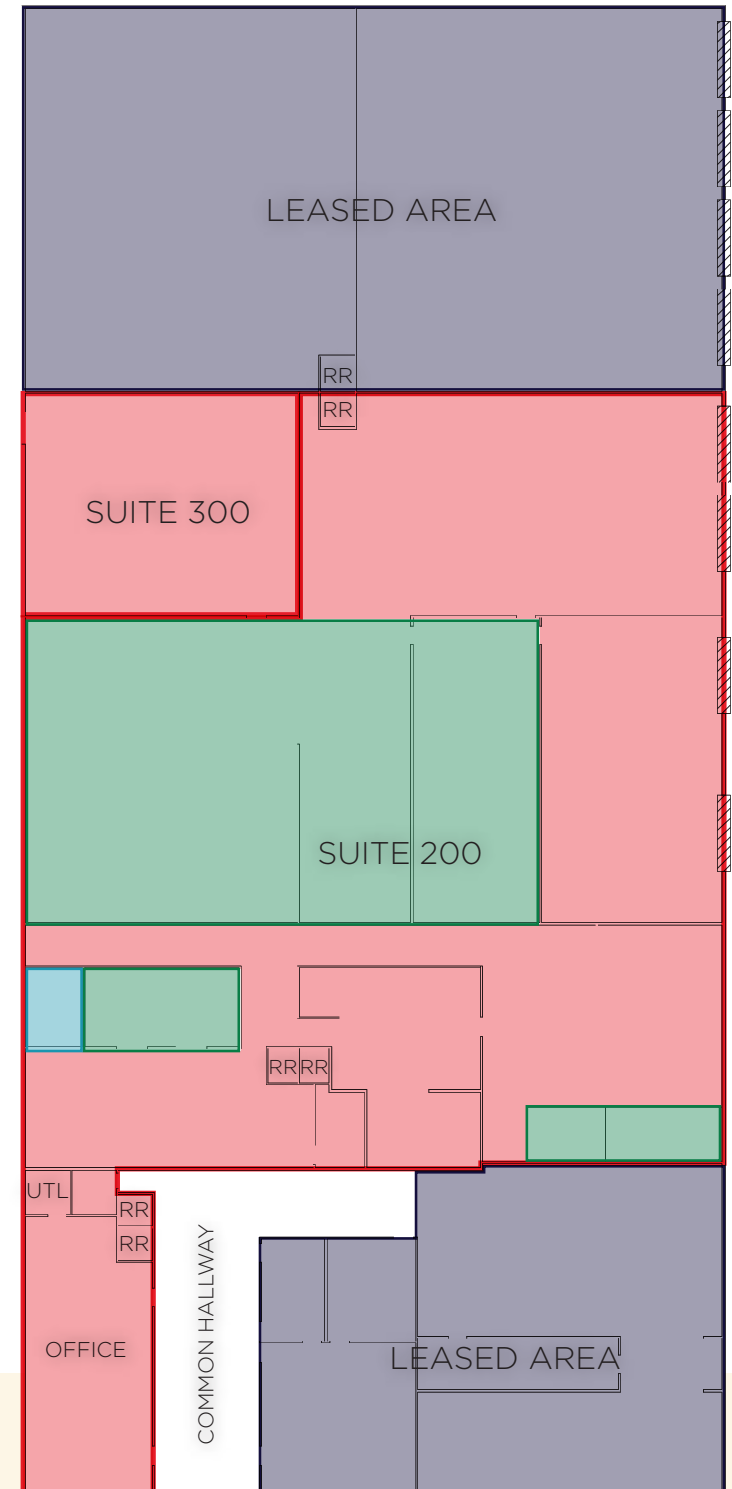 LEASED AREA
RR
RR
SUITE 300
SUITE 200
RR RR
UTL
RR
RR
OFFICE
COMMON HALLWAY
LEASED AREA